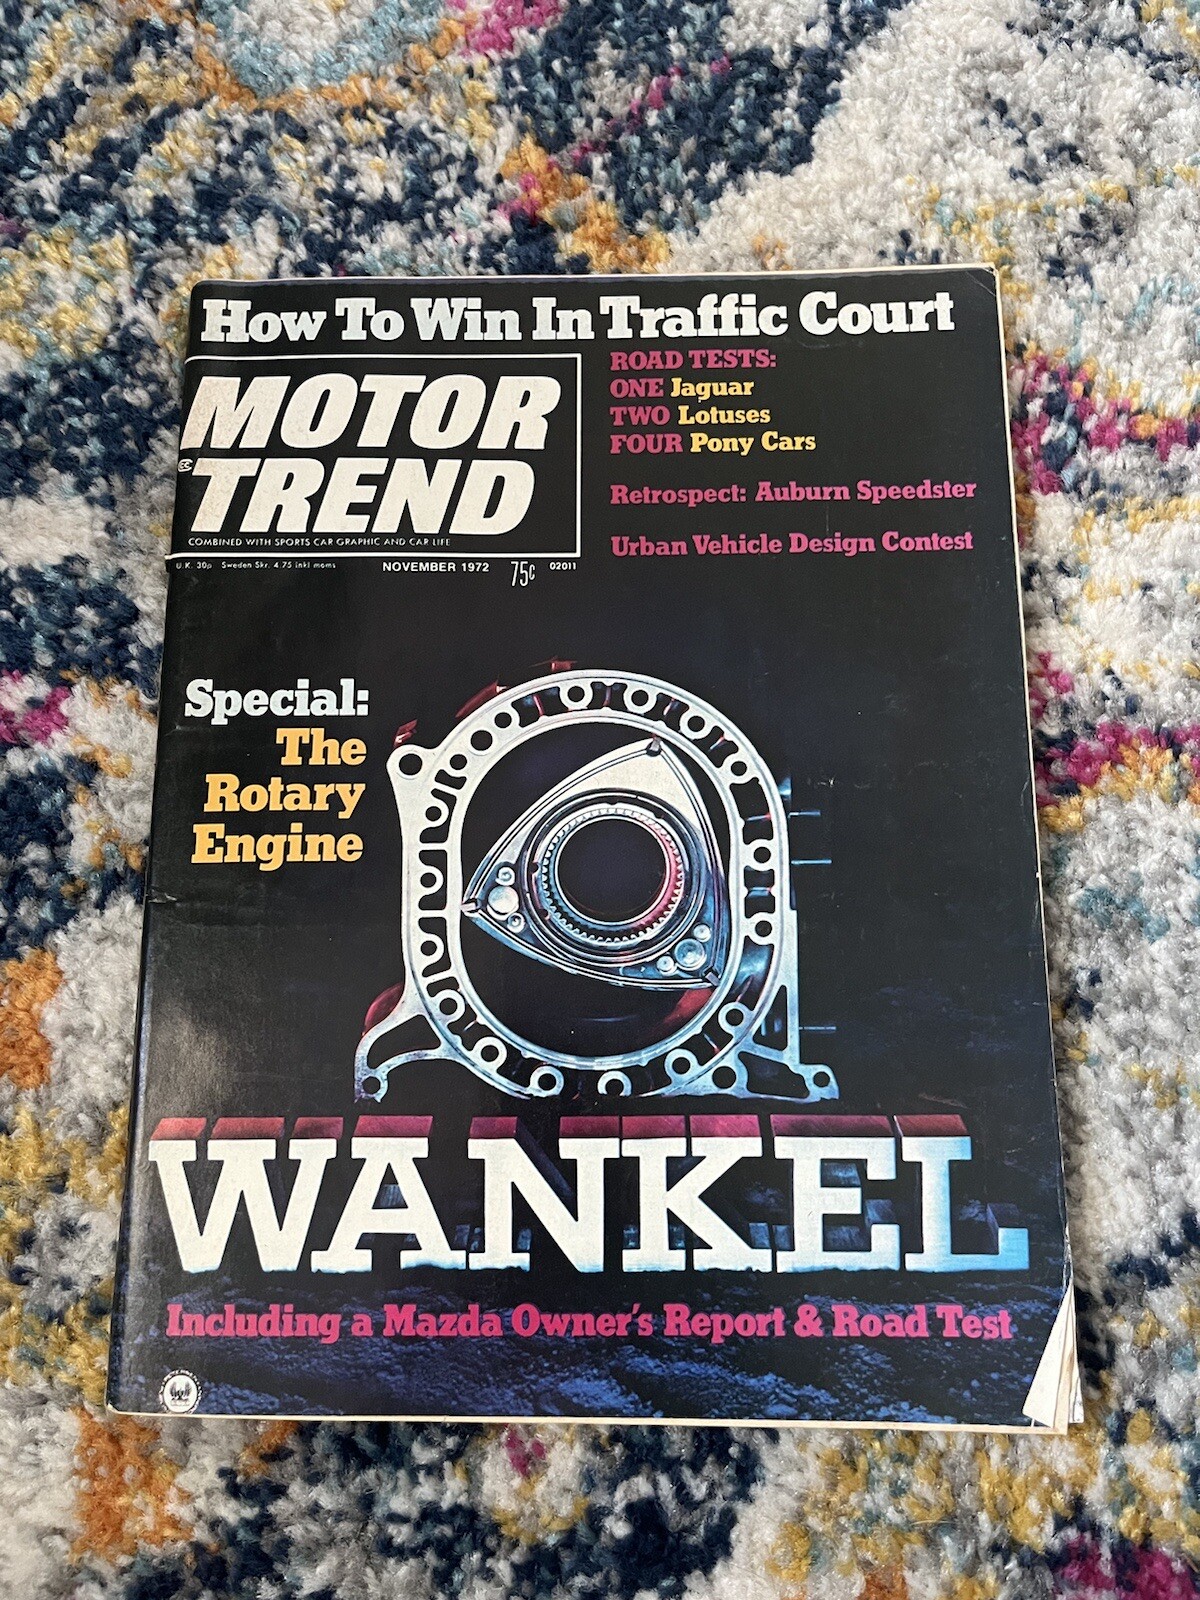 How To Win In Traffic Court
MOTOR
TREND
COMBINED WITH SPORTS CAR GRAPHIC AND CAR LIFE
U.K. 30p Sweden Skr. 4.75 inkl moms NOVEMBER 1972 75¢ 02011
ROAD TESTS:
ONE Jaguar
TWO Lotuses
FOUR Pony Cars
Retrospect: Auburn Speedster
Urban Vehicle Design Contest
Special:
The
Rotary
Engine
WANKEL
Including a Mazda Owner's Report & Road Test